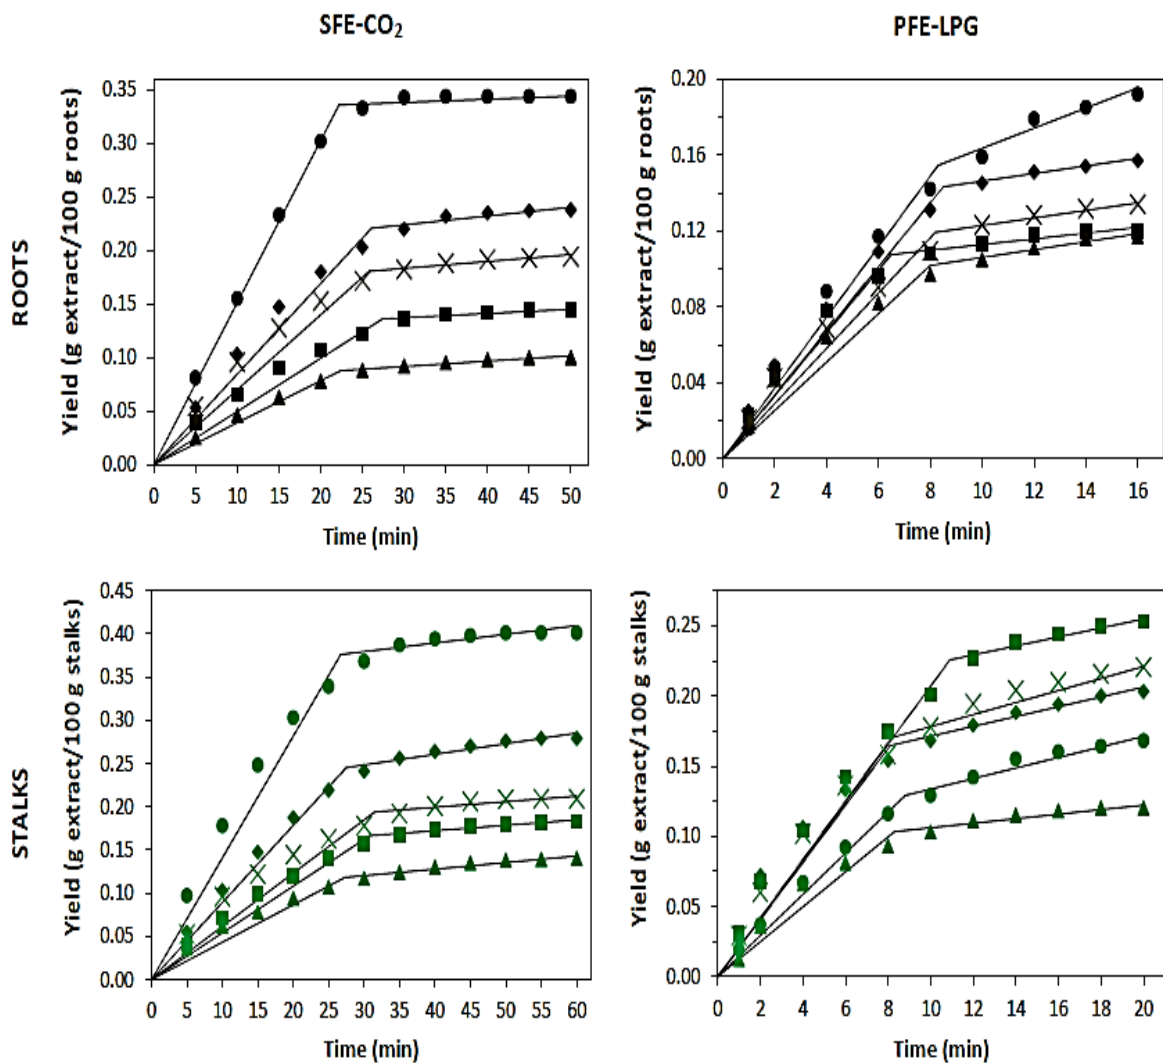 SFE-CO₂
PFE-LPG
ROOTS
Yield (g extract/100 g roots)
0.35
0.30
0.25
0.20
0.15
0.10
0.05
0.00
0 5 10 15 20 25 30 35 40 45 50
Time (min)
Yield (g extract/100 g roots)
0.20
0.16
0.12
0.08
0.04
0.00
0 2 4 6 8 10 12 14 16
Time (min)
STALKS
Yield (g extract/100 g stalks)
0.45
0.40
0.35
0.30
0.25
0.20
0.15
0.10
0.05
0.00
0 5 10 15 20 25 30 35 40 45 50 55 60
Time (min)
Yield (g extract/100 g stalks)
0.25
0.20
0.15
0.10
0.05
0.00
0 2 4 6 8 10 12 14 16 18 20
Time (min)